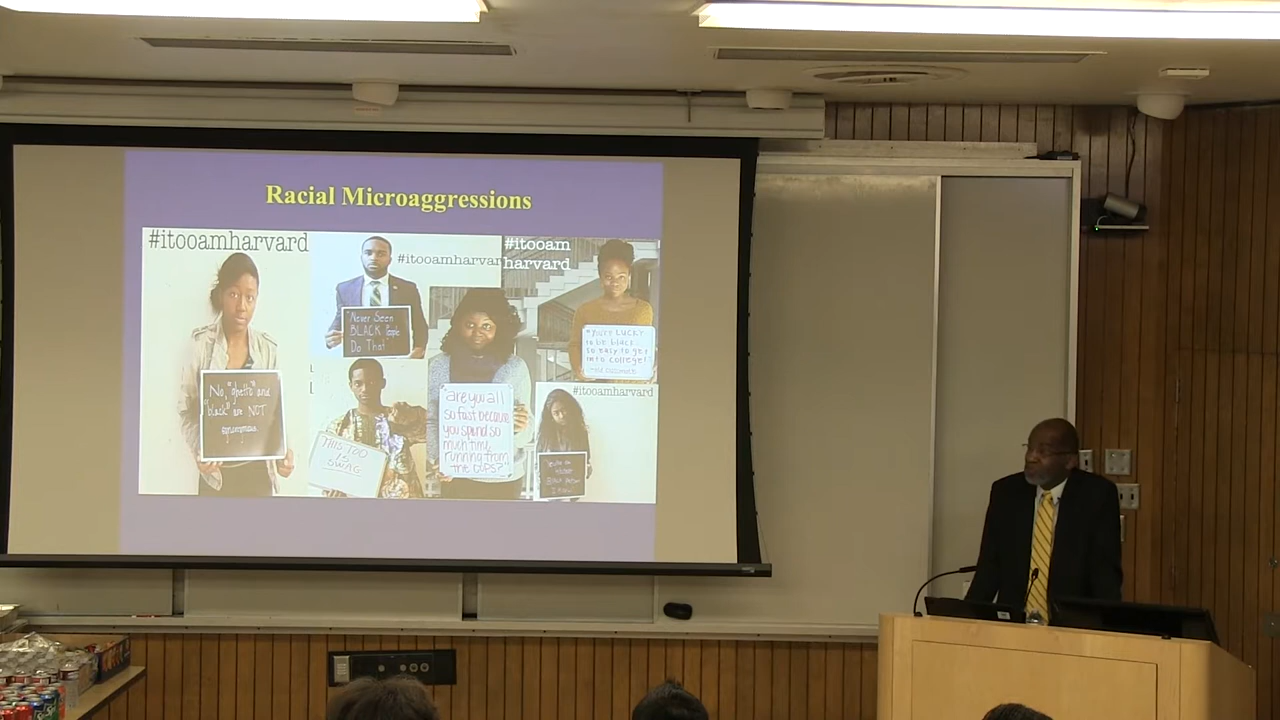 Racial Microaggressions
#itooamharvard
No, "ghetto" and
"black" are NOT
synonymous.
#itooamharvar
"Never Seen
BLACK People
Do That"
THIS TOO
IS
SWAG
are you all
so fast because
you spend so
much time
running from
the COPS?"
#itooam
harvard
"You're LUCKY
to be black...
so easy to get
into college!"
#itooamharvard